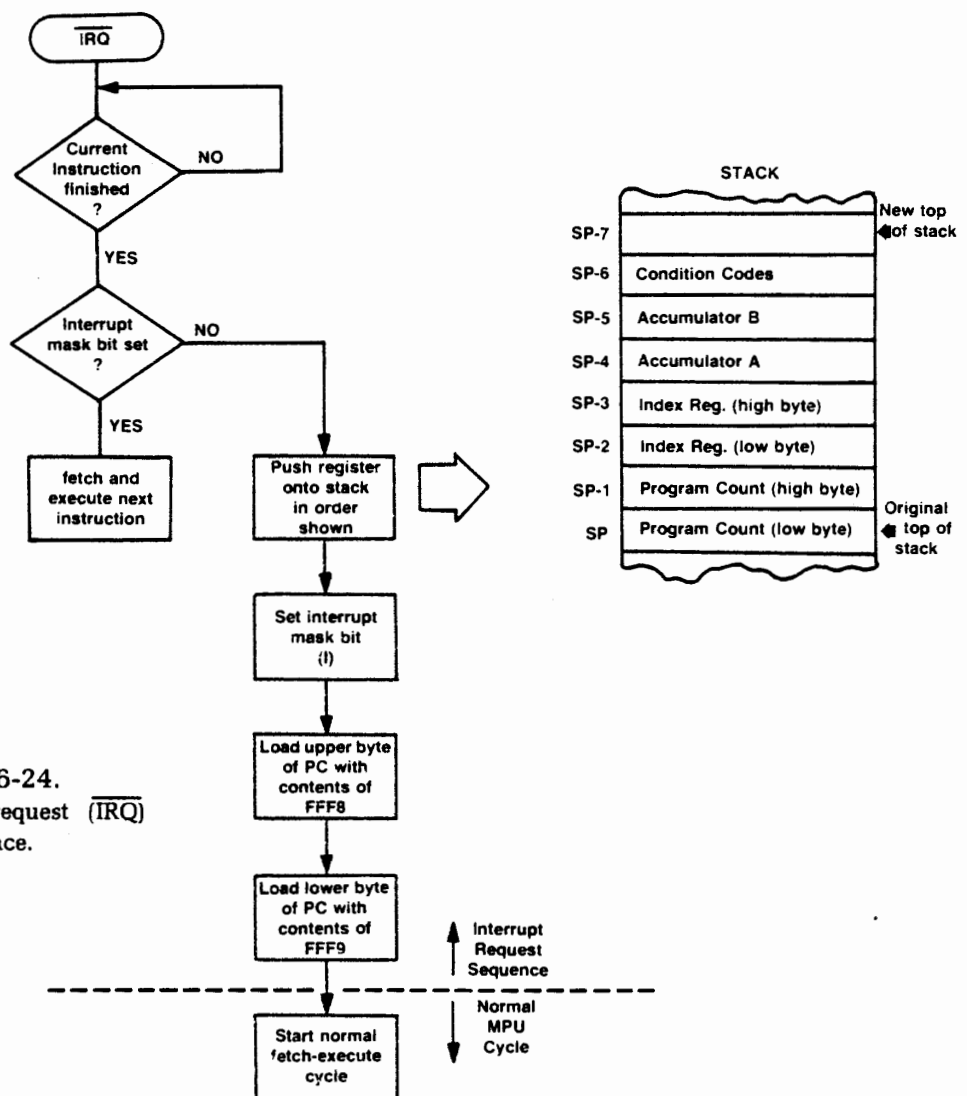 IRQ
Current
Instruction
finished
?
NO
YES
Interrupt
mask bit set
?
NO
YES
fetch and
execute next
instruction
Push register
onto stack
in order
shown
Set interrupt
mask bit
(I)
Load upper byte
of PC with
contents of
FFF8
Load lower byte
of PC with
contents of
FFF9
Start normal
fetch-execute
cycle
Interrupt
Request
Sequence
Normal
MPU
Cycle
STACK
New top
of stack
SP-7
SP-6 Condition Codes
SP-5 Accumulator B
SP-4 Accumulator A
SP-3 Index Reg. (high byte)
SP-2 Index Reg. (low byte)
SP-1 Program Count (high byte)
SP Program Count (low byte)
Original
top of
stack
6-24.
equest (IRQ)
ce.